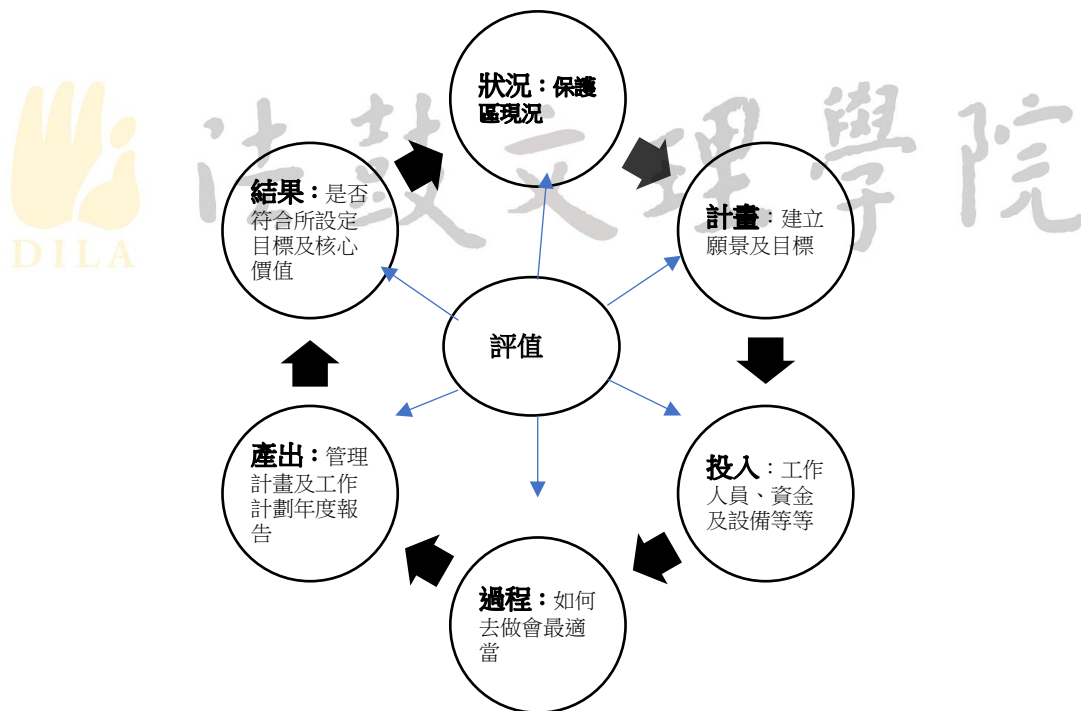 狀況：保護
區現況
法鼓文理學院
DILA
計畫：建立
願景及目標
投入：工作
人員、資金
及設備等等
過程：如何
去做會最適
當
產出：管理
計畫及工作
計劃年度報
告
結果：是否
符合所設定
目標及核心
價值
評值